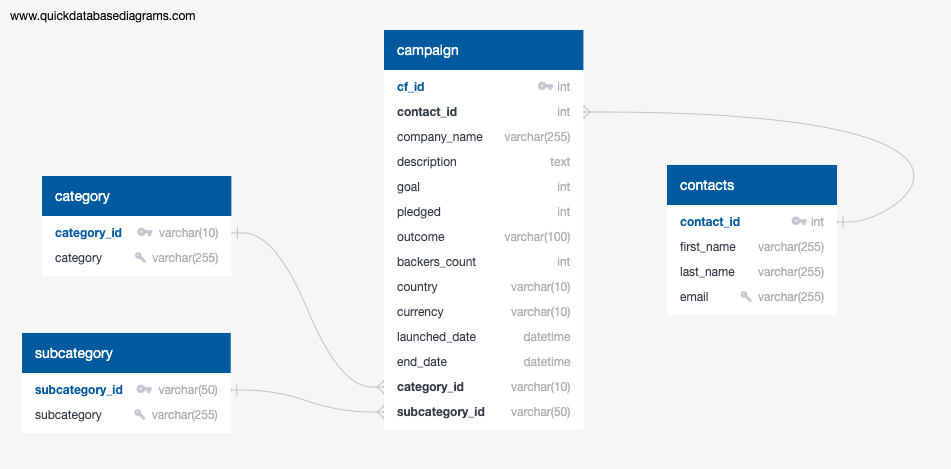 www.quickdatabasediagrams.com
campaign
cf_id int
contact_id int
company_name varchar(255)
description text
goal int
pledged int
outcome varchar(100)
backers_count int
country varchar(10)
currency varchar(10)
launched_date datetime
end_date datetime
category_id varchar(10)
subcategory_id varchar(50)
category
category_id varchar(10)
category varchar(255)
subcategory
subcategory_id varchar(50)
subcategory varchar(255)
contacts
contact_id int
first_name varchar(255)
last_name varchar(255)
email varchar(255)